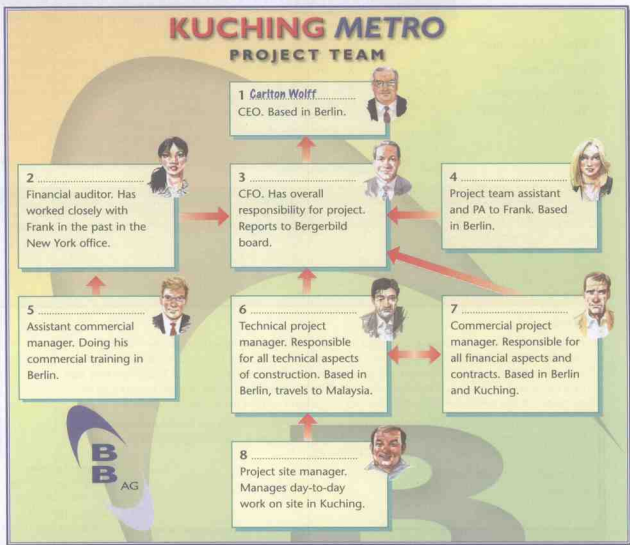 KUCHING METRO
PROJECT TEAM
1 Carlton Wolff
CEO. Based in Berlin.
2
Financial auditor. Has
worked closely with
Frank in the past in the
New York office.
3
CFO. Has overall
responsibility for project.
Reports to Bergerbild
board.
4
Project team assistant
and PA to Frank. Based
in Berlin.
5
Assistant commercial
manager. Doing his
commercial training in
Berlin.
6
Technical project
manager. Responsible
for all technical aspects
of construction. Based in
Berlin, travels to Malaysia.
7
Commercial project
manager. Responsible for
all financial aspects and
contracts. Based in Berlin
and Kuching.
8
Project site manager.
Manages day-to-day
work on site in Kuching.
B
B
AG
B